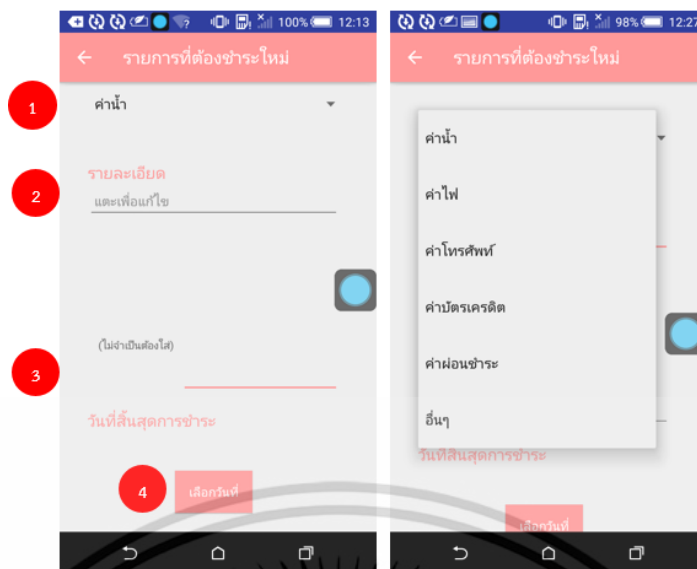 100% 12:13
รายการที่ต้องชำระใหม่
1
ค่าน้ำ
2
รายละเอียด
แตะเพื่อแก้ไข
(ไม่จำเป็นต้องใส่)
3
วันที่สิ้นสุดการชำระ
4
เลือกวันที่
98% 12:27
รายการที่ต้องชำระใหม่
ค่าน้ำ
ค่าไฟ
ค่าโทรศัพท์
ค่าบัตรเครดิต
ค่าผ่อนชำระ
อื่นๆ
วันที่สิ้นสุดการชำระ
เลือกวันที่